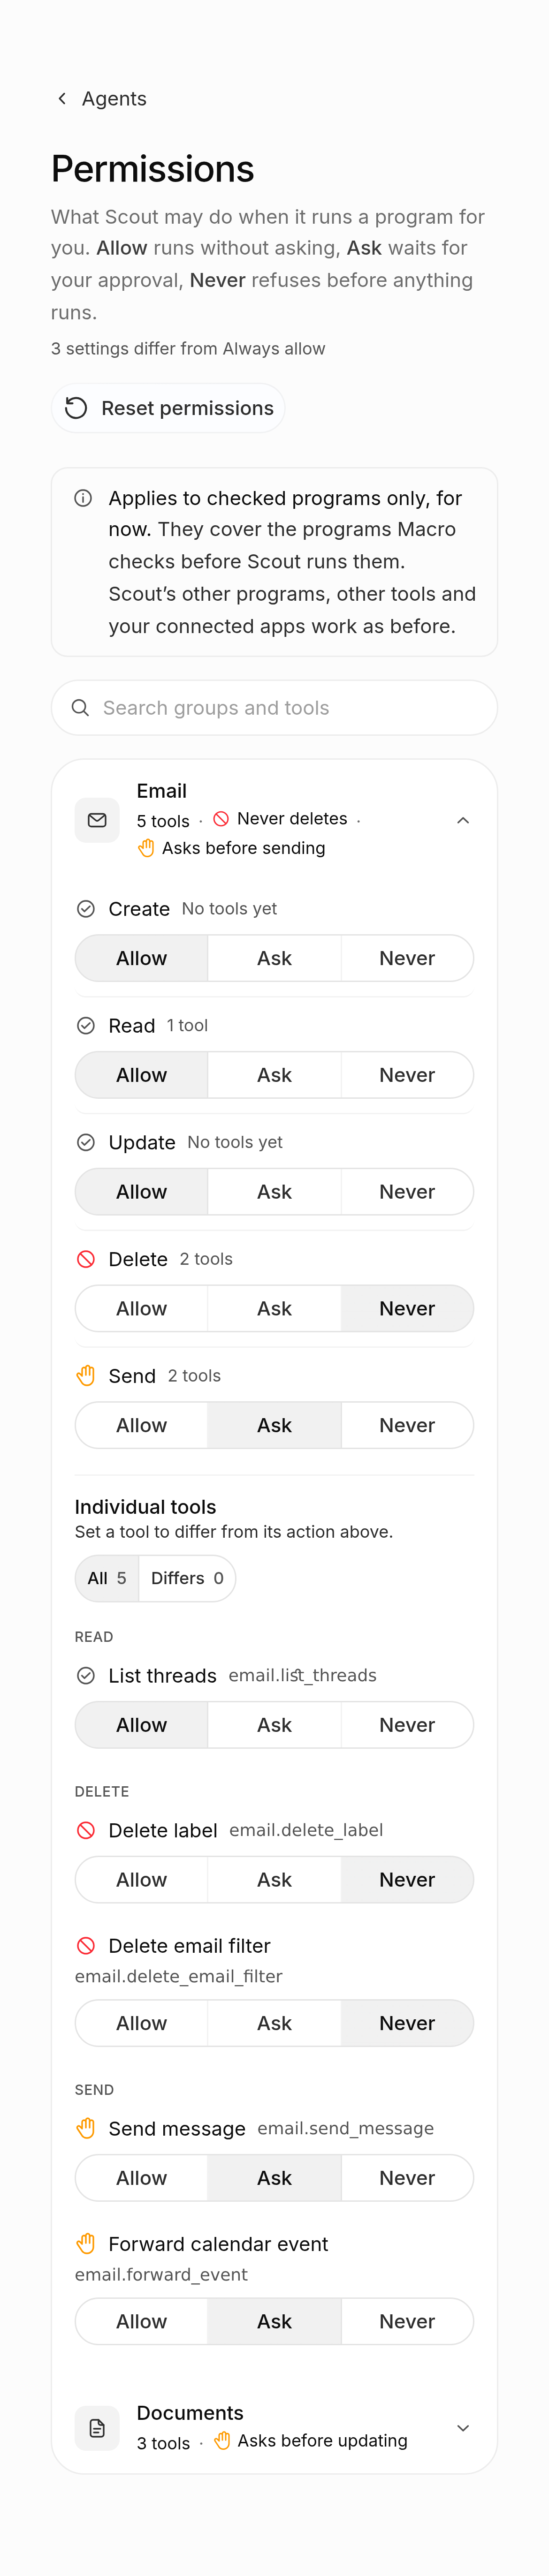 Agents
Permissions
What Scout may do when it runs a program for
you. Allow runs without asking, Ask waits for
your approval, Never refuses before anything
runs.
3 settings differ from Always allow
Reset permissions
Applies to checked programs only, for
now. They cover the programs Macro
checks before Scout runs them.
Scout’s other programs, other tools and
your connected apps work as before.
Search groups and tools
Email
5 tools · Never deletes ·
Asks before sending
Create No tools yet
Allow Ask Never
Read 1 tool
Allow Ask Never
Update No tools yet
Allow Ask Never
Delete 2 tools
Allow Ask Never
Send 2 tools
Allow Ask Never
Individual tools
Set a tool to differ from its action above.
All 5 Differs 0
READ
List threads email.list_threads
Allow Ask Never
DELETE
Delete label email.delete_label
Allow Ask Never
Delete email filter
email.delete_email_filter
Allow Ask Never
SEND
Send message email.send_message
Allow Ask Never
Forward calendar event
email.forward_event
Allow Ask Never
Documents
3 tools · Asks before updating